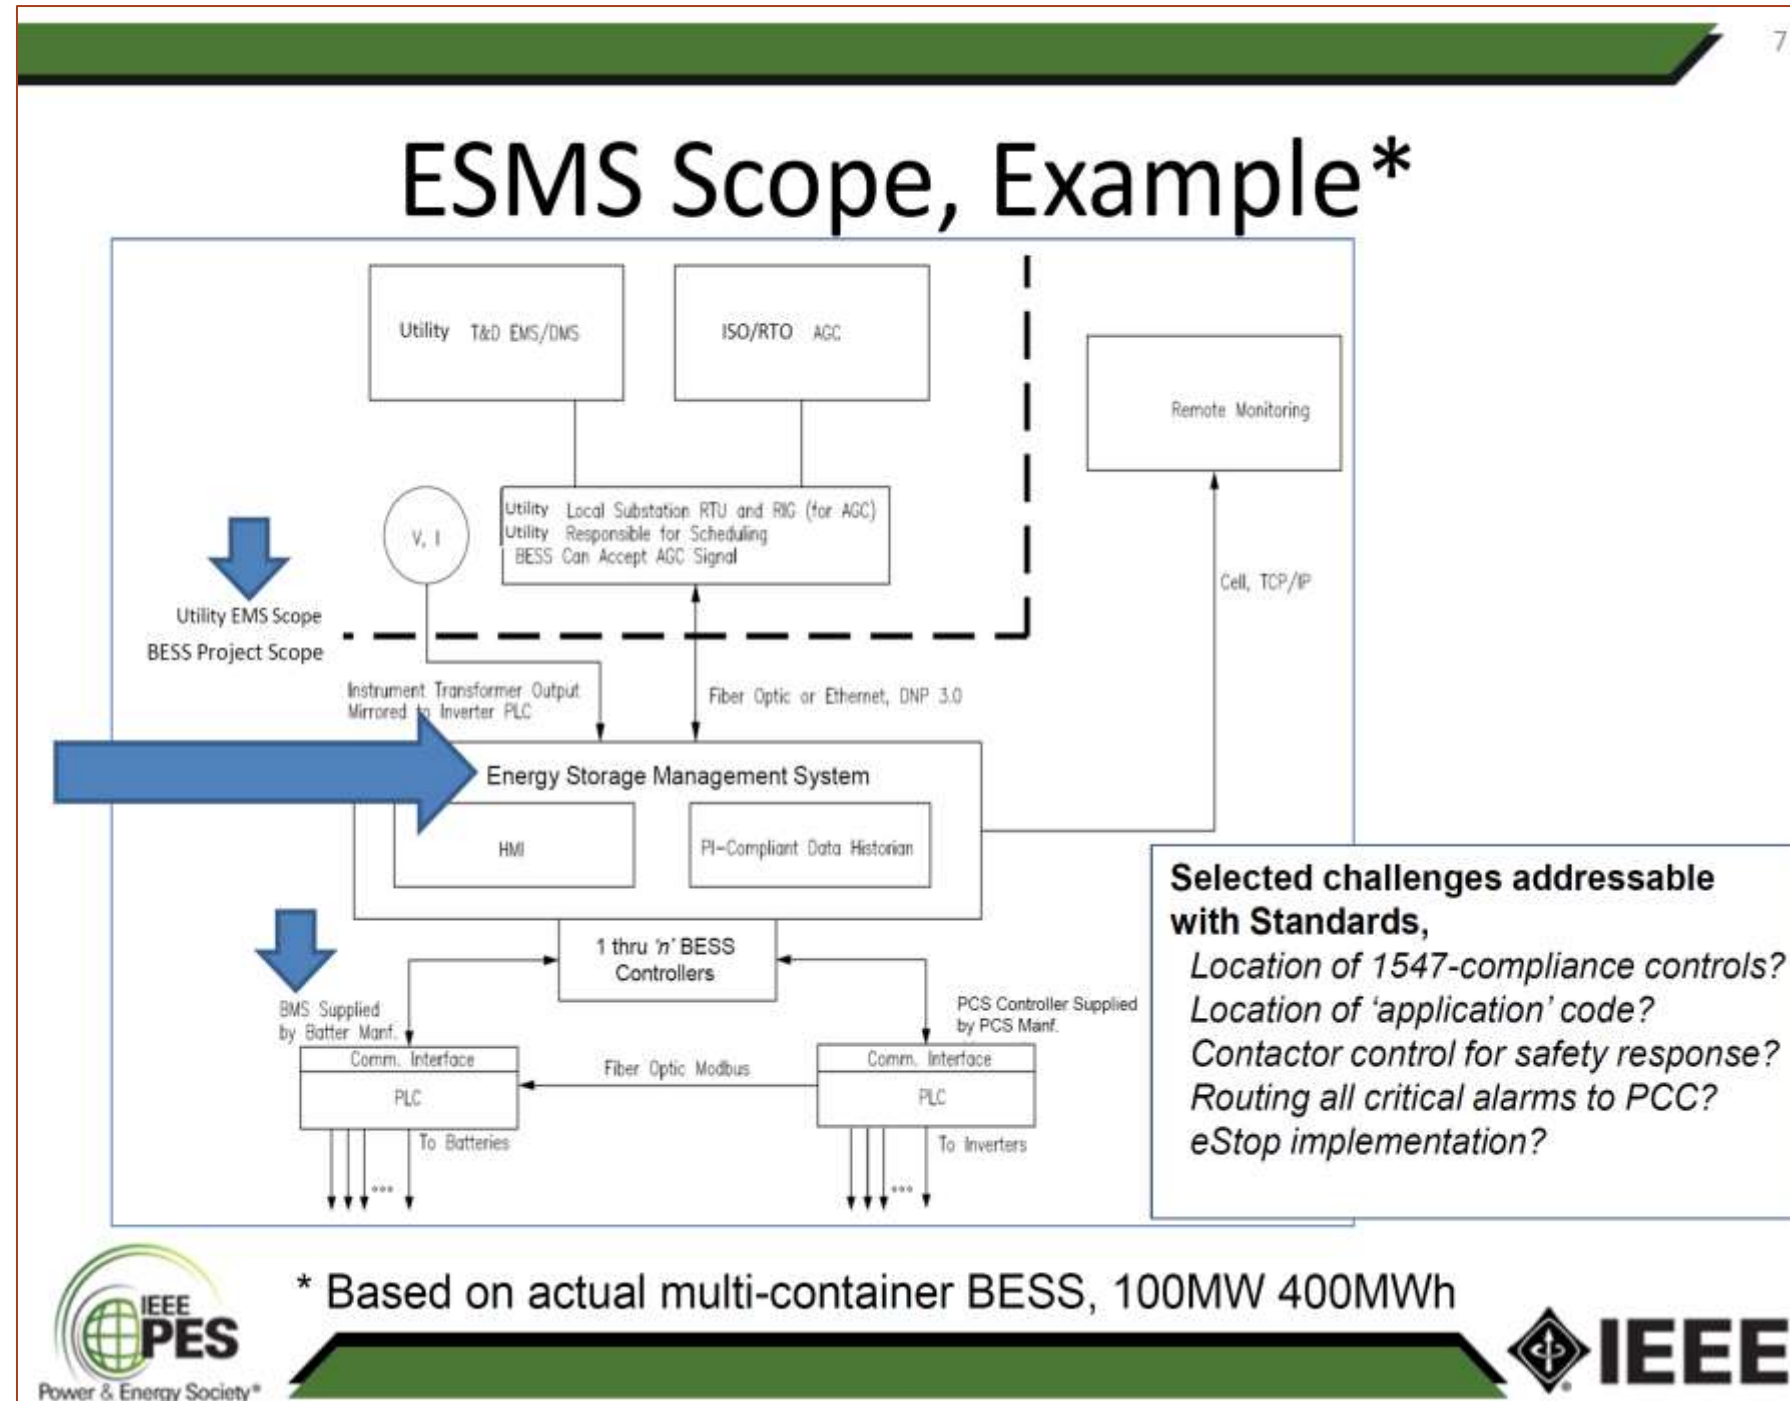 7
ESMS Scope, Example*
Utility T&D EMS/DMS
ISO/RTO AGC
Remote Monitoring
V, I
Utility Local Substation RTU and RIG (for AGC)
Utility Responsible for Scheduling
BESS Can Accept AGC Signal
Cell, TCP/IP
Utility EMS Scope
BESS Project Scope
Instrument Transformer Output
Mirrored to Inverter PLC
Fiber Optic or Ethernet, DNP 3.0
Energy Storage Management System
HMI
PI-Compliant Data Historian
1 thru 'n' BESS
Controllers
BMS Supplied
by Batter Manf.
PCS Controller Supplied
by PCS Manf.
Comm. Interface
PLC
Fiber Optic Modbus
Comm. Interface
PLC
To Batteries
To Inverters
Selected challenges addressable
with Standards,
Location of 1547-compliance controls?
Location of 'application' code?
Contactor control for safety response?
Routing all critical alarms to PCC?
eStop implementation?
* Based on actual multi-container BESS, 100MW 400MWh
IEEE
PES
Power & Energy Society®
IEEE